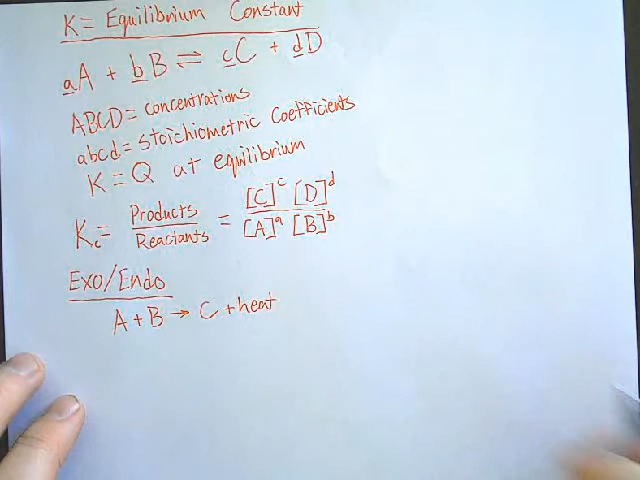 K = Equilibrium Constant
aA + bB ⇌ cC + dD
ABCD = concentrations
abcd = stoichiometric coefficients
K = Q at equilibrium
Kc = Products / Reactants = [C]^c [D]^d / [A]^a [B]^b
Exo/Endo
A + B → C + heat